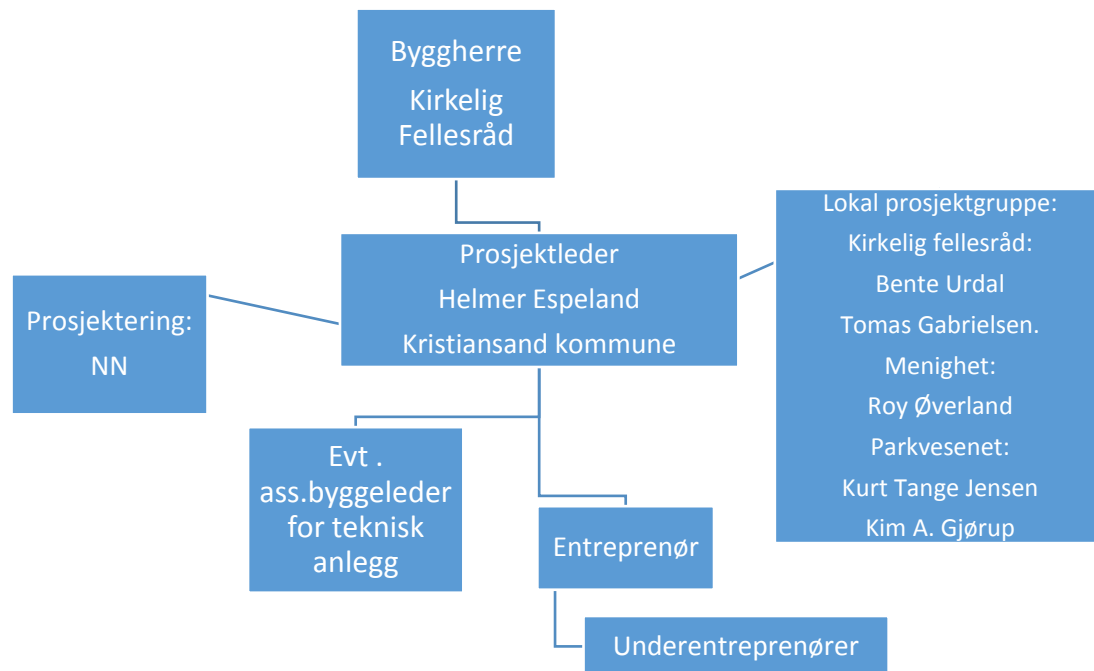 Byggherre
Kirkelig
Fellesråd
Lokal prosjektgruppe:
Kirkelig fellesråd:
Bente Urdal
Tomas Gabrielsen.
Menighet:
Roy Øverland
Parkvesenet:
Kurt Tange Jensen
Kim A. Gjørup
Prosjektleder
Helmer Espeland
Kristiansand kommune
Prosjektering:
NN
Evt .
ass.byggeleder
for teknisk
anlegg
Entreprenør
Underentreprenører